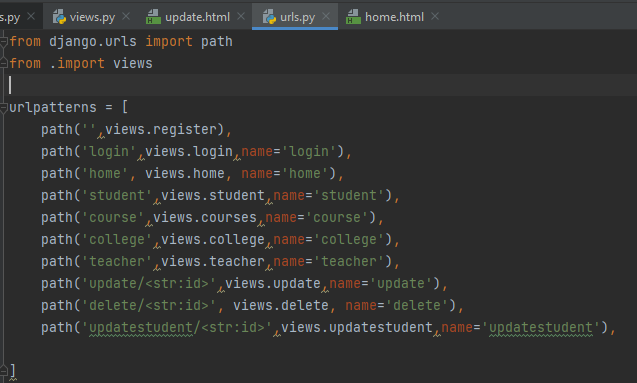 s.py views.py update.html urls.py home.html
from django.urls import path
from .import views
urlpatterns = [
path('',views.register),
path('login',views.login,name='login'),
path('home', views.home, name='home'),
path('student',views.student,name='student'),
path('course',views.courses,name='course'),
path('college',views.college,name='college'),
path('teacher',views.teacher,name='teacher'),
path('update/<str:id>',views.update,name='update'),
path('delete/<str:id>', views.delete, name='delete'),
path('updatestudent/<str:id>',views.updatestudent,name='updatestudent'),
]